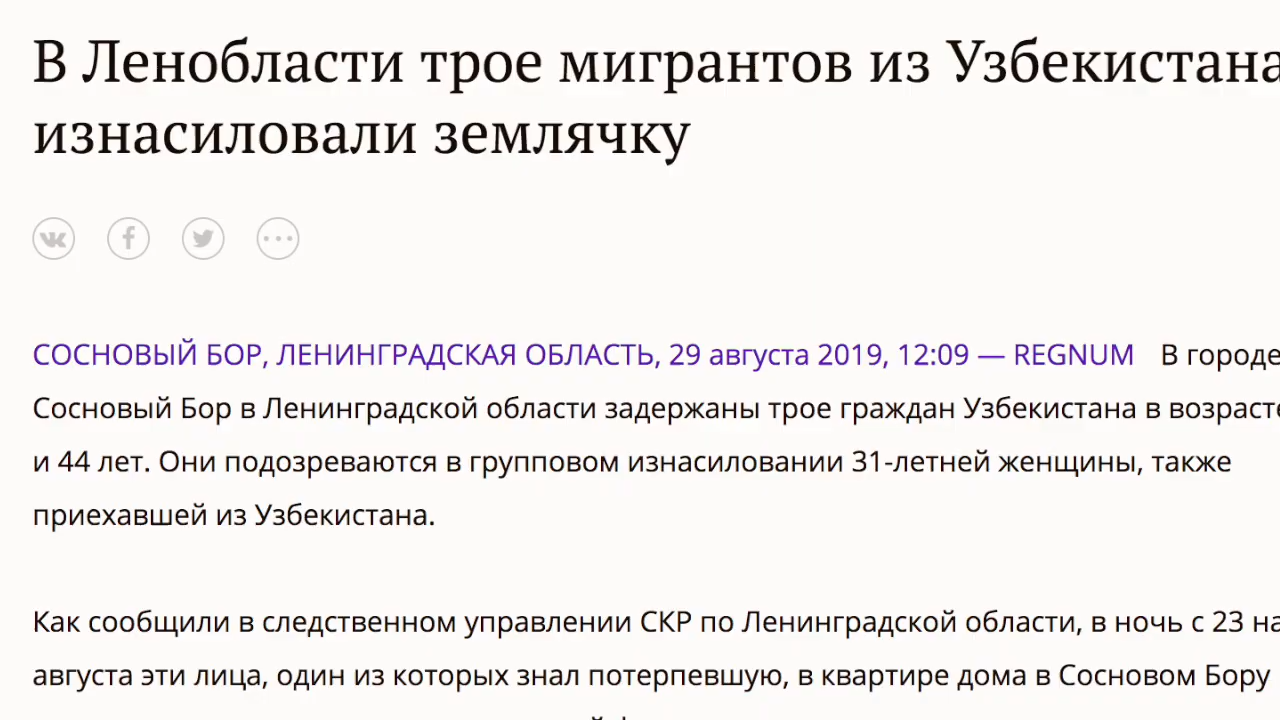 В Ленобласти трое мигрантов из Узбекистана
изнасиловали землячку
СОСНОВЫЙ БОР, ЛЕНИНГРАДСКАЯ ОБЛАСТЬ, 29 августа 2019, 12:09 — REGNUM В городе
Сосновый Бор в Ленинградской области задержаны трое граждан Узбекистана в возрасте
и 44 лет. Они подозреваются в групповом изнасиловании 31-летней женщины, также
приехавшей из Узбекистана.
Как сообщили в следственном управлении СКР по Ленинградской области, в ночь с 23 на
августа эти лица, один из которых знал потерпевшую, в квартире дома в Сосновом Бору